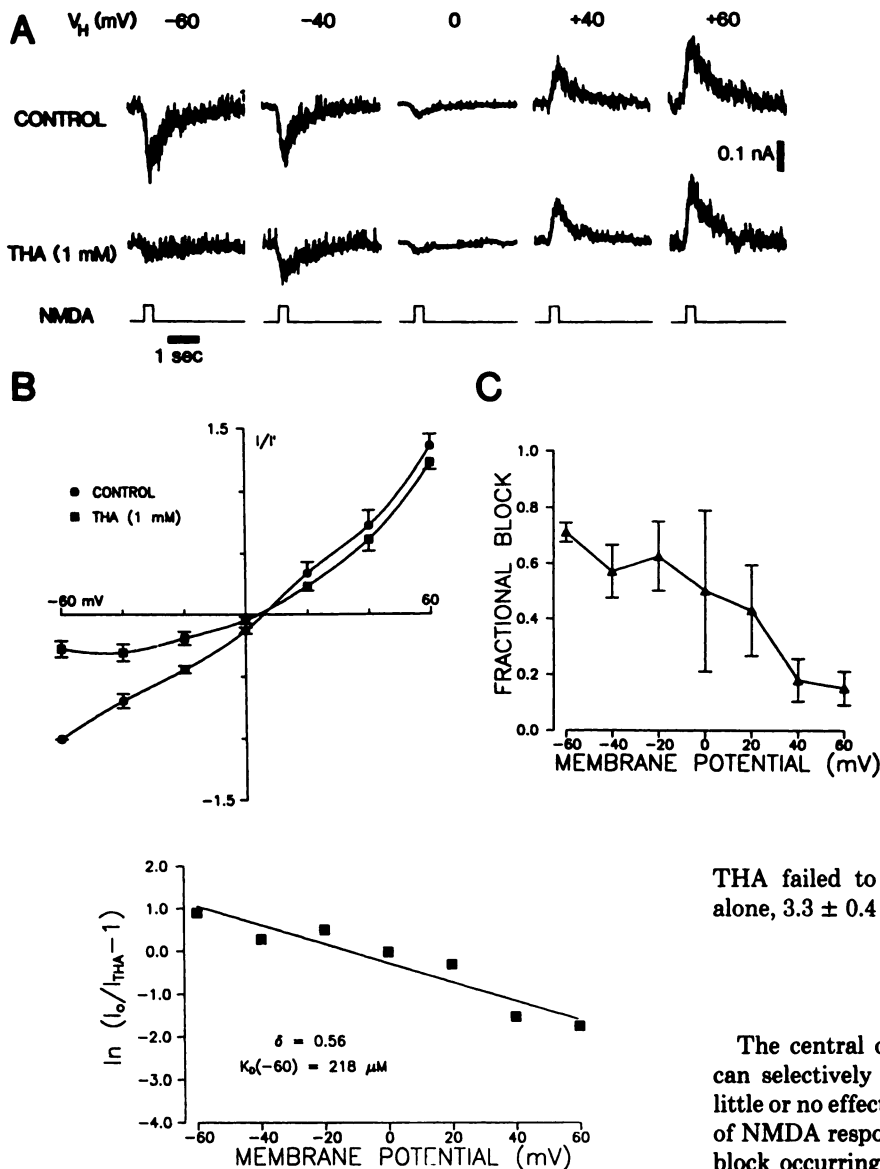 A V_H (mV) -60 -40 0 +40 +60
CONTROL
0.1 nA
THA (1 mM)
NMDA
1 sec
B
1.5
I/I'
● CONTROL
■ THA (1 mM)
-60 mV
60
-1.5
C
FRACTIONAL BLOCK
1.0
0.8
0.6
0.4
0.2
0.0
-60 -40 -20 0 20 40 60
MEMBRANE POTENTIAL (mV)
ln (I₀/I_THA−1)
2.0
1.0
0.0
-1.0
-2.0
-3.0
-4.0
δ = 0.56
K_D(-60) = 218 μM
-60 -40 -20 0 20 40 60
MEMBRANE POTENTIAL (mV)
THA failed to
alone, 3.3 ± 0.4
The central
can selectively
little or no effect
of NMDA respo
block occurring